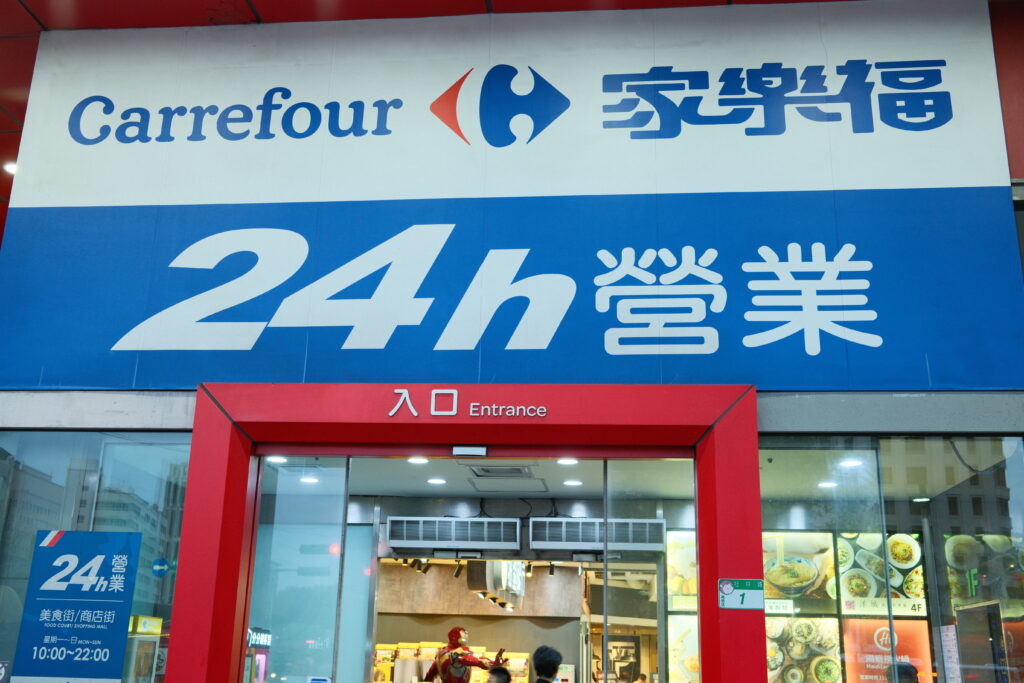 Carrefour 家樂福
24h 營業
入口 Entrance
24h 營業
美食街/商店街
FOOD COURT/ SHOPPING MALL
星期一~日 MON~SUN
10:00~22:00
1
4F
1F